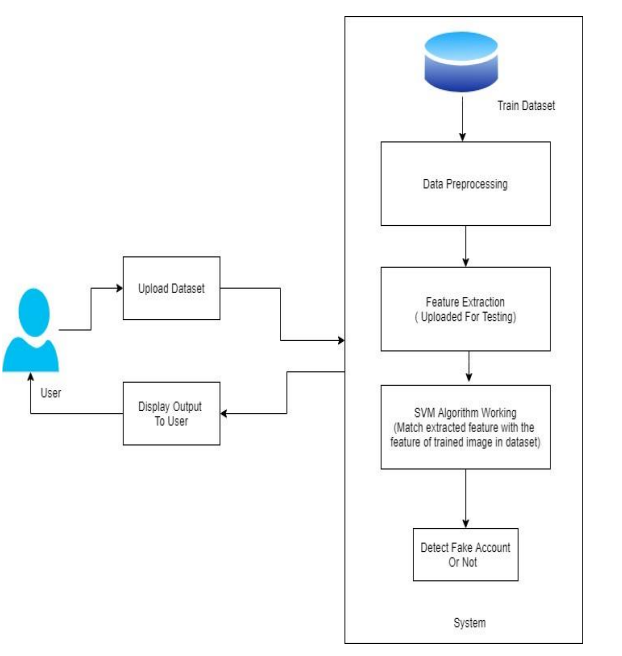 Train Dataset
Data Preprocessing
Feature Extraction
( Uploaded For Testing)
SVM Algorithm Working
(Match extracted feature with the
feature of trained image in dataset)
Detect Fake Account
Or Not
System
Upload Dataset
User
Display Output
To User